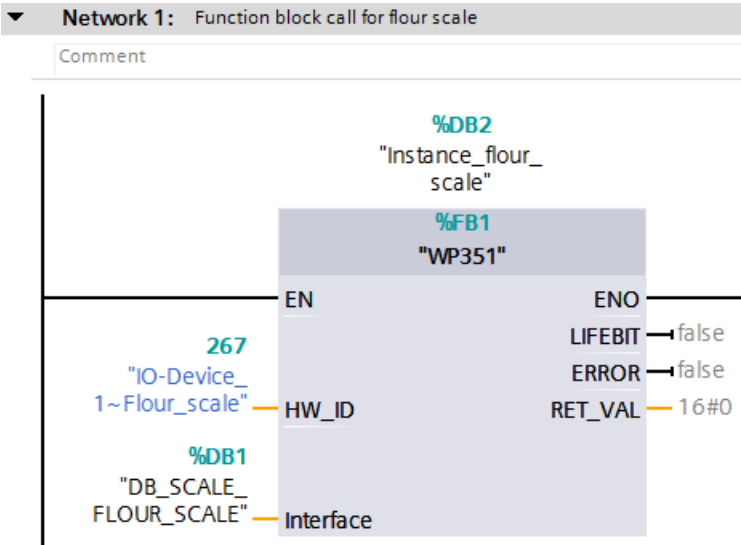 Network 1: Function block call for flour scale
Comment
%DB2
"Instance_flour_
scale"
%FB1
"WP351"
EN ENO
LIFEBIT false
267
"IO-Device_
1~Flour_scale" HW_ID
ERROR false
RET_VAL 16#0
%DB1
"DB_SCALE_
FLOUR_SCALE" Interface